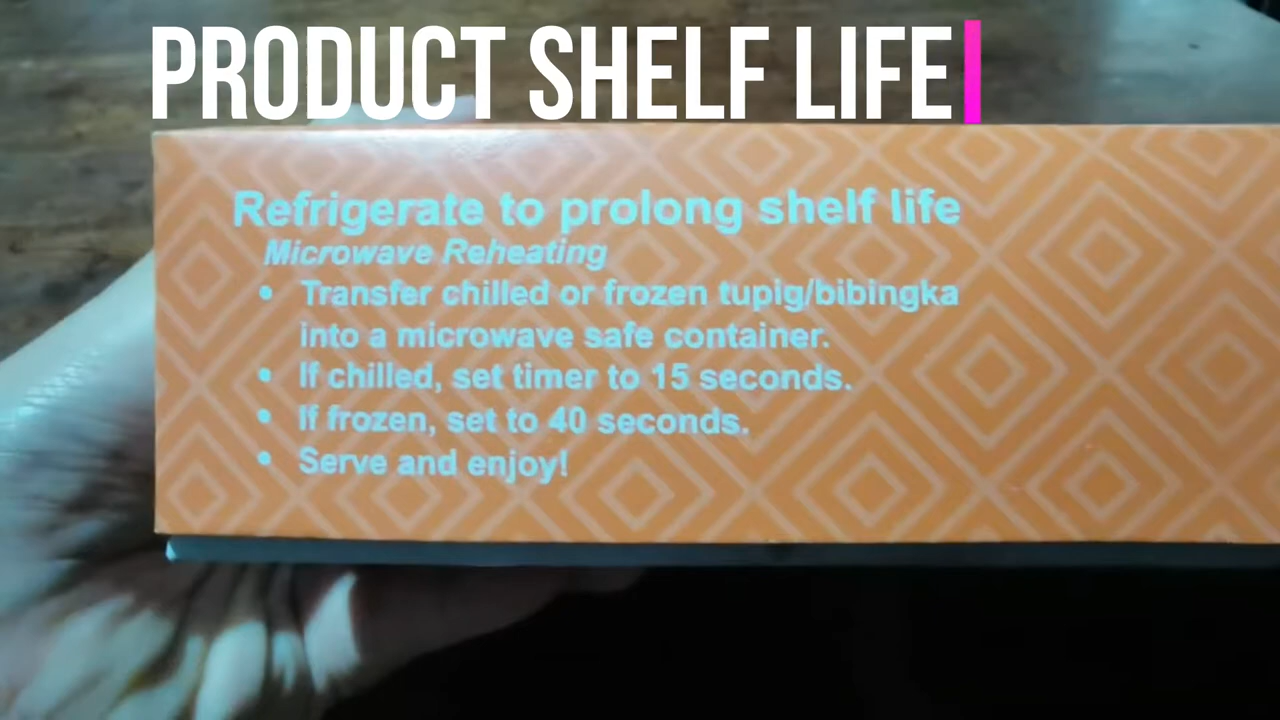 PRODUCT SHELF LIFE
Refrigerate to prolong shelf life
Microwave Reheating
• Transfer chilled or frozen tupig/bibingka
into a microwave safe container.
• If chilled, set timer to 15 seconds.
• If frozen, set to 40 seconds.
• Serve and enjoy!